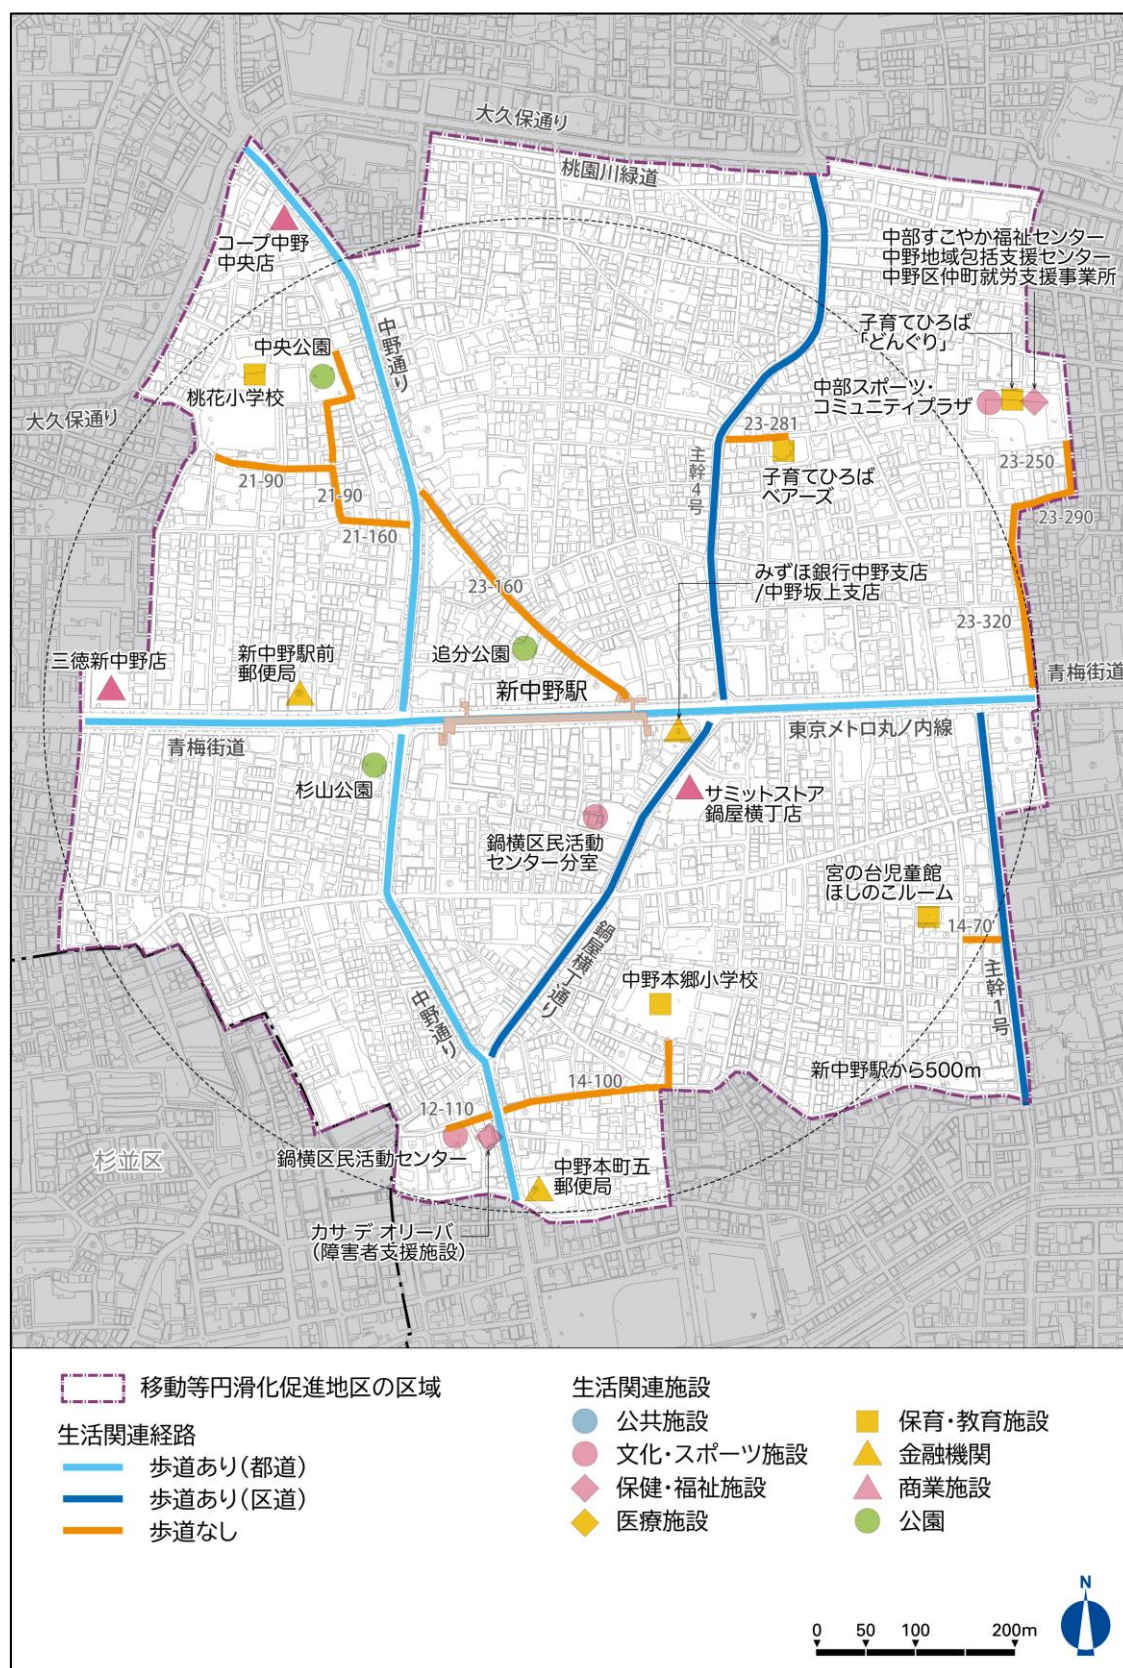 大久保通り
大久保通り
桃園川緑道
コープ中野
中央店
中部すこやか福祉センター
中野地域包括支援センター
中野区仲町就労支援事業所
中野通り
子育てひろば
「どんぐり」
中央公園
桃花小学校
中部スポーツ・
コミュニティプラザ
大久保通り
23-281
主幹4号
子育てひろば
ベアーズ
23-250
21-90
21-90
23-290
21-160
みずほ銀行中野支店
/中野坂上支店
23-160
23-320
三徳新中野店
新中野駅前
郵便局
追分公園
新中野駅
青梅街道
東京メトロ丸ノ内線
青梅街道
杉山公園
サミットストア
鍋屋横丁店
鍋横区民活動
センター分室
宮の台児童館
ほしのこルーム
14-70
鍋屋横丁通り
中野本郷小学校
主幹1号
中野通り
新中野駅から500m
14-100
12-110
杉並区
鍋横区民活動センター
中野本町五
郵便局
カサ デ オリーバ
(障害者支援施設)
移動等円滑化促進地区の区域
生活関連経路
歩道あり(都道)
歩道あり(区道)
歩道なし
生活関連施設
公共施設
文化・スポーツ施設
保健・福祉施設
医療施設
保育・教育施設
金融機関
商業施設
公園
N
0 50 100 200m